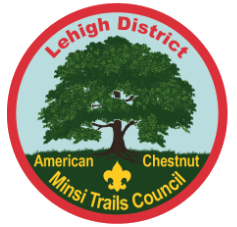 Lehigh District
American Chestnut
Minsi Trails Council